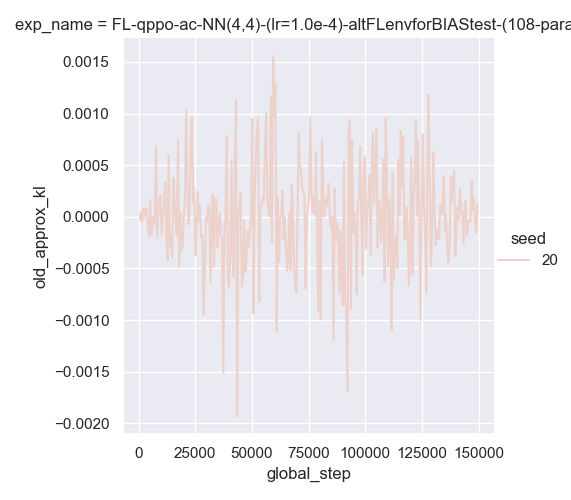 exp_name = FL-qppo-ac-NN(4,4)-(lr=1.0e-4)-altFLenvforBIAStest-(108-para
0.0015
0.0010
0.0005
0.0000
−0.0005
−0.0010
−0.0015
−0.0020
old_approx_kl
seed
20
0 25000 50000 75000 100000 125000 150000
global_step